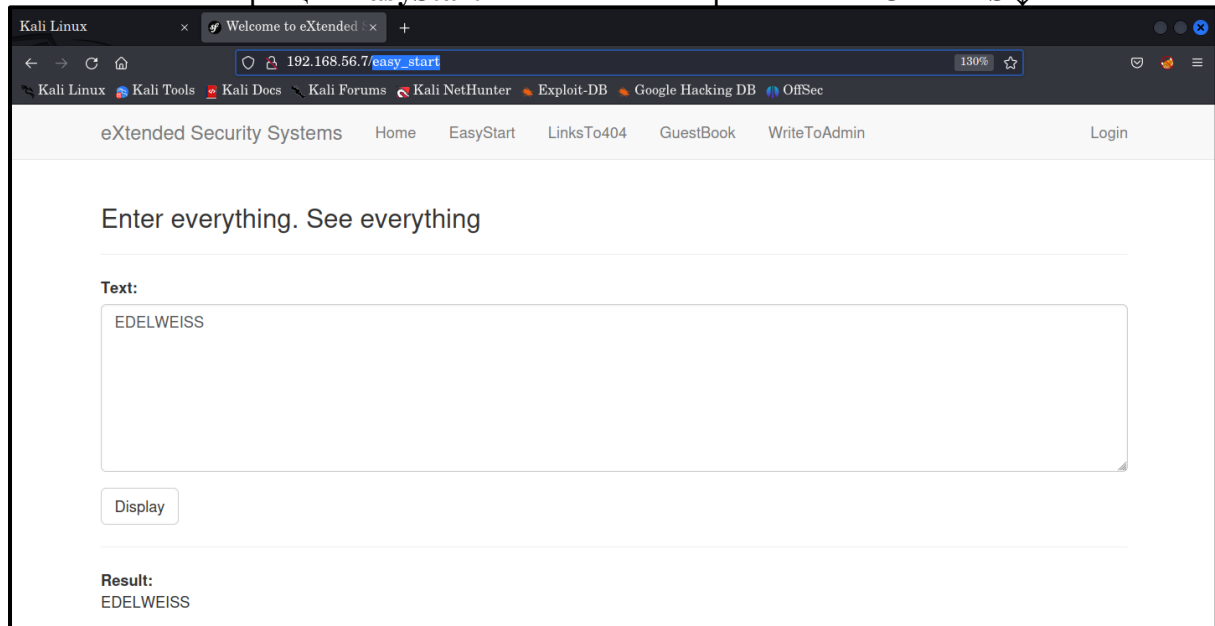 Kali Linux
Welcome to eXtended
192.168.56.7/easy_start
130%
Kali Linux Kali Tools Kali Docs Kali Forums Kali NetHunter Exploit-DB Google Hacking DB OffSec
eXtended Security Systems Home EasyStart LinksTo404 GuestBook WriteToAdmin Login
Enter everything. See everything
Text:
EDELWEISS
Display
Result:
EDELWEISS